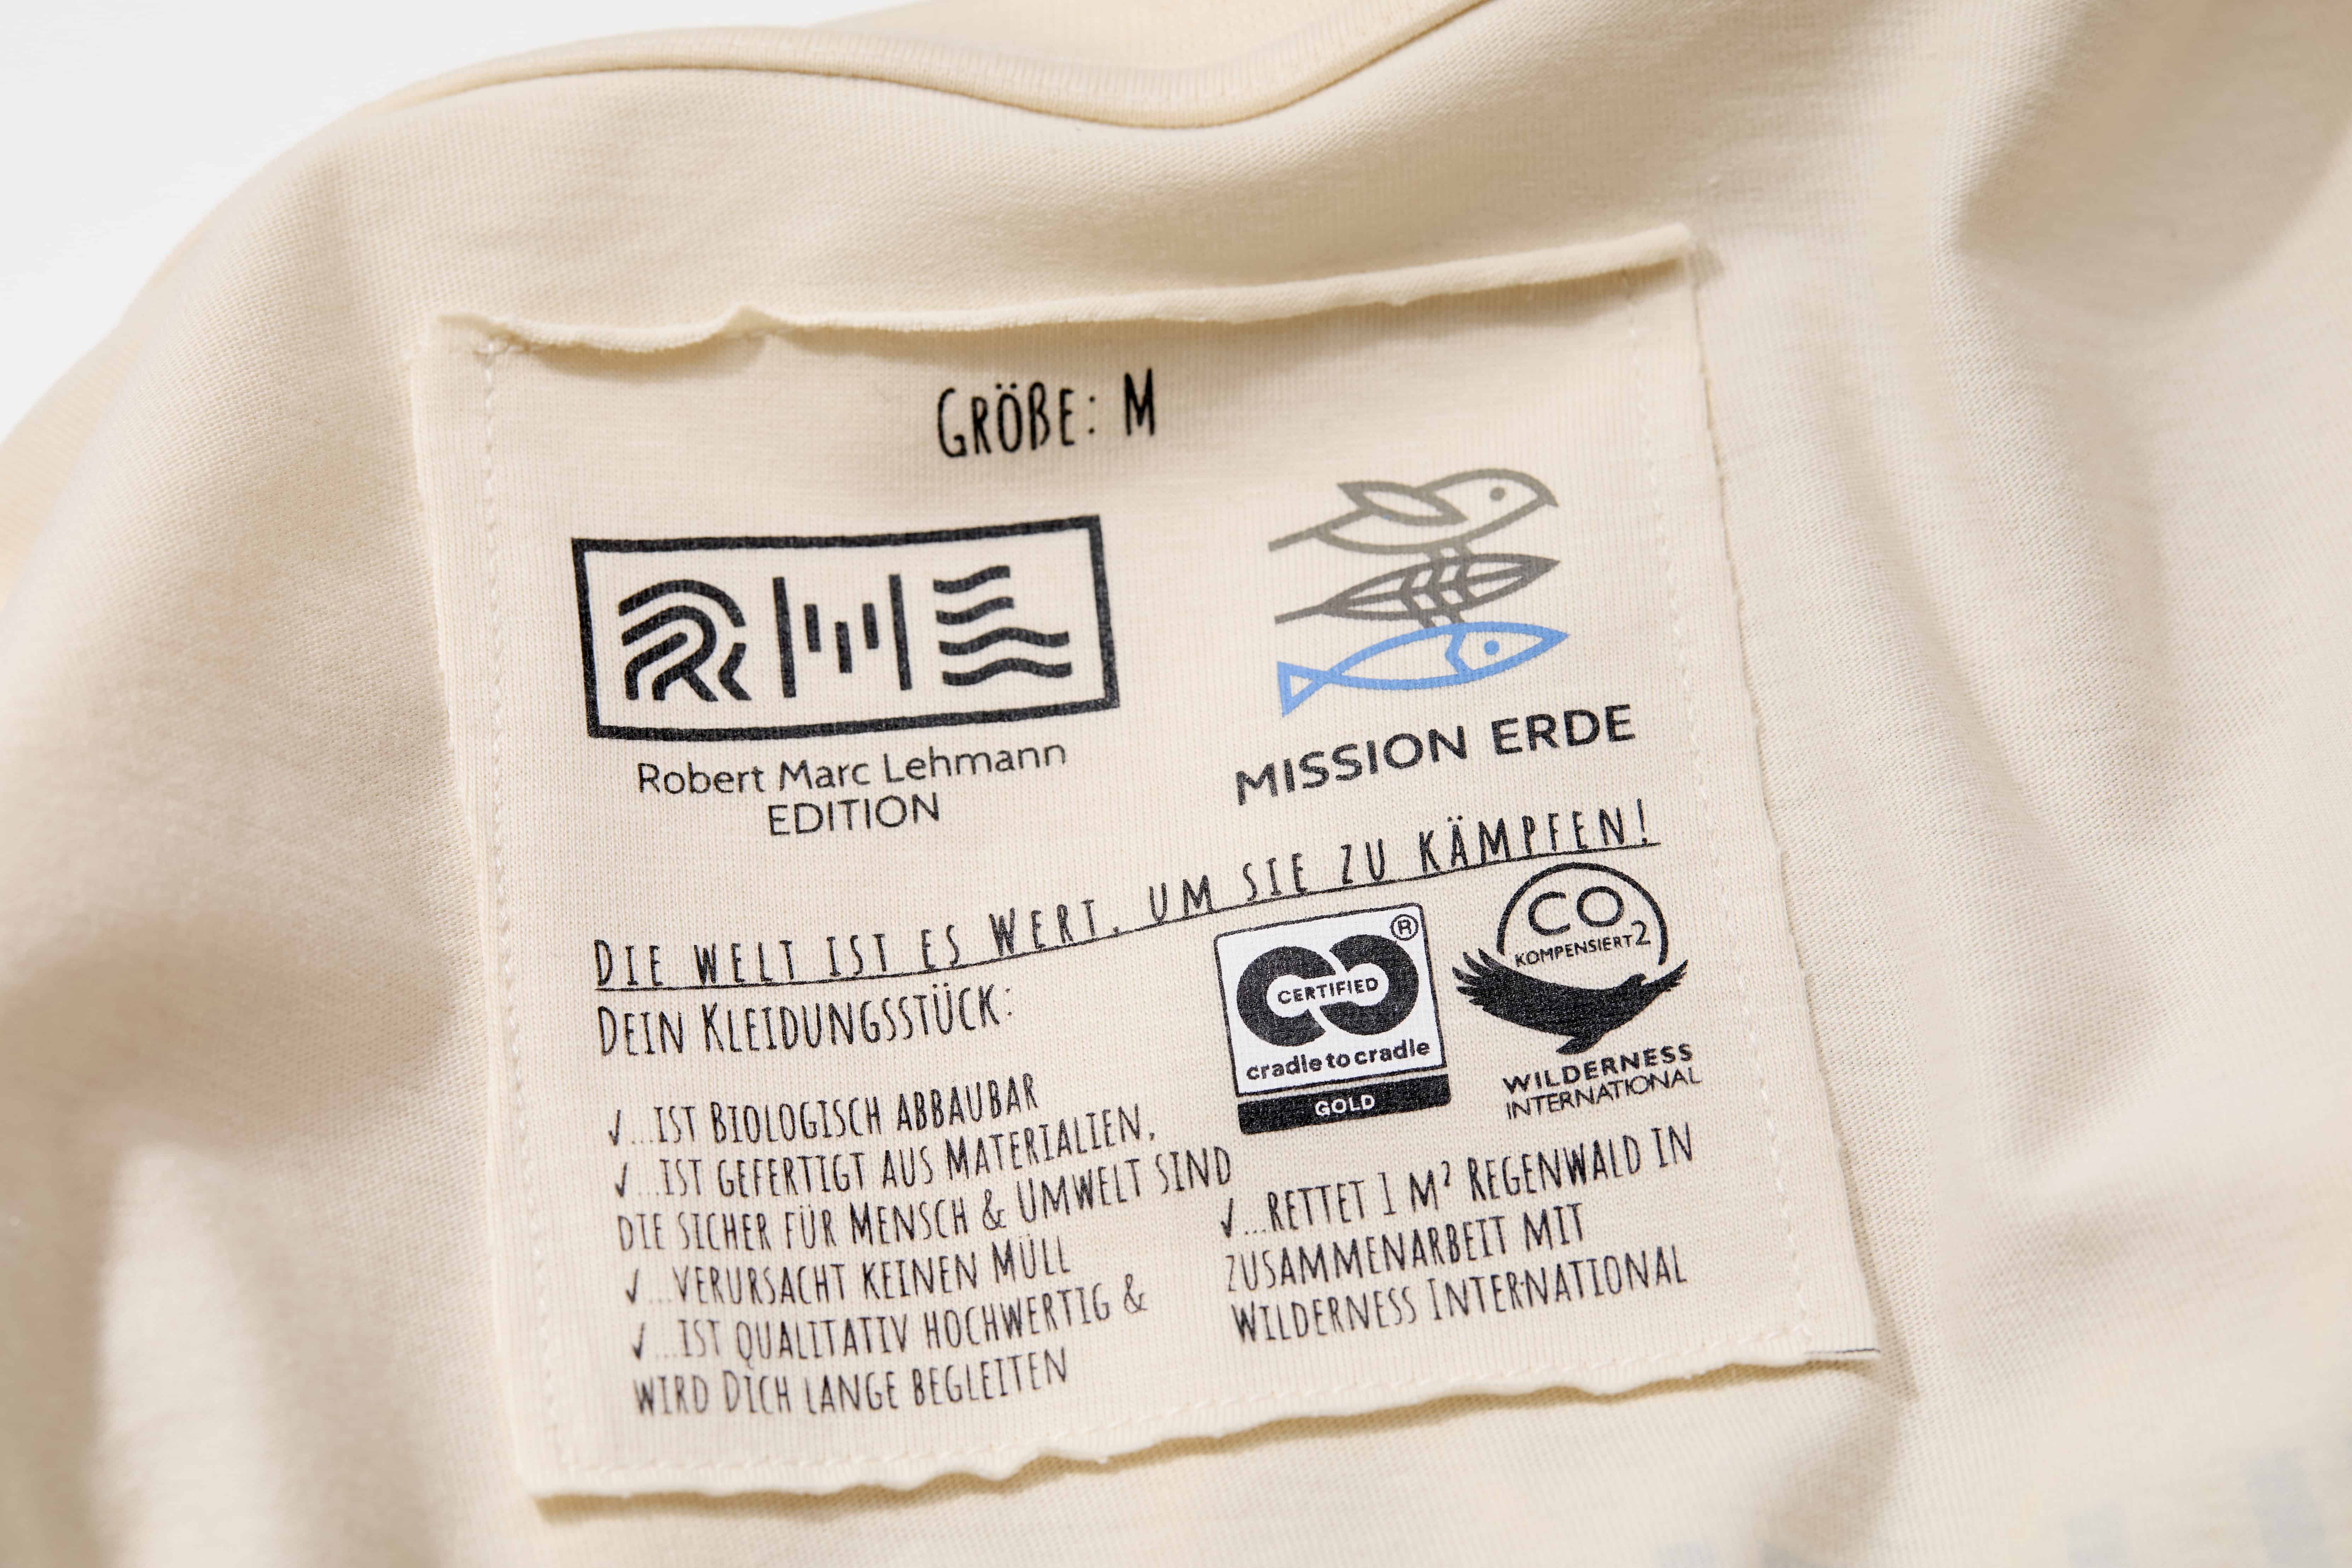 GRÖßE: M
RME
Robert Marc Lehmann
EDITION
MISSION ERDE
DIE WELT IST ES WERT, UM SIE ZU KÄMPFEN!
DEIN KLEIDUNGSSTÜCK:
✓...IST BIOLOGISCH ABBAUBAR
✓...IST GEFERTIGT AUS MATERIALIEN,
DIE SICHER FÜR MENSCH & UMWELT SIND
✓...VERURSACHT KEINEN MÜLL
✓...IST QUALITATIV HOCHWERTIG &
WIRD DICH LANGE BEGLEITEN
®
CERTIFIED
cradle to cradle
GOLD
CO2
KOMPENSIERT
WILDERNESS
INTERNATIONAL
✓...RETTET 1 M² REGENWALD IN
ZUSAMMENARBEIT MIT
WILDERNESS INTERNATIONAL